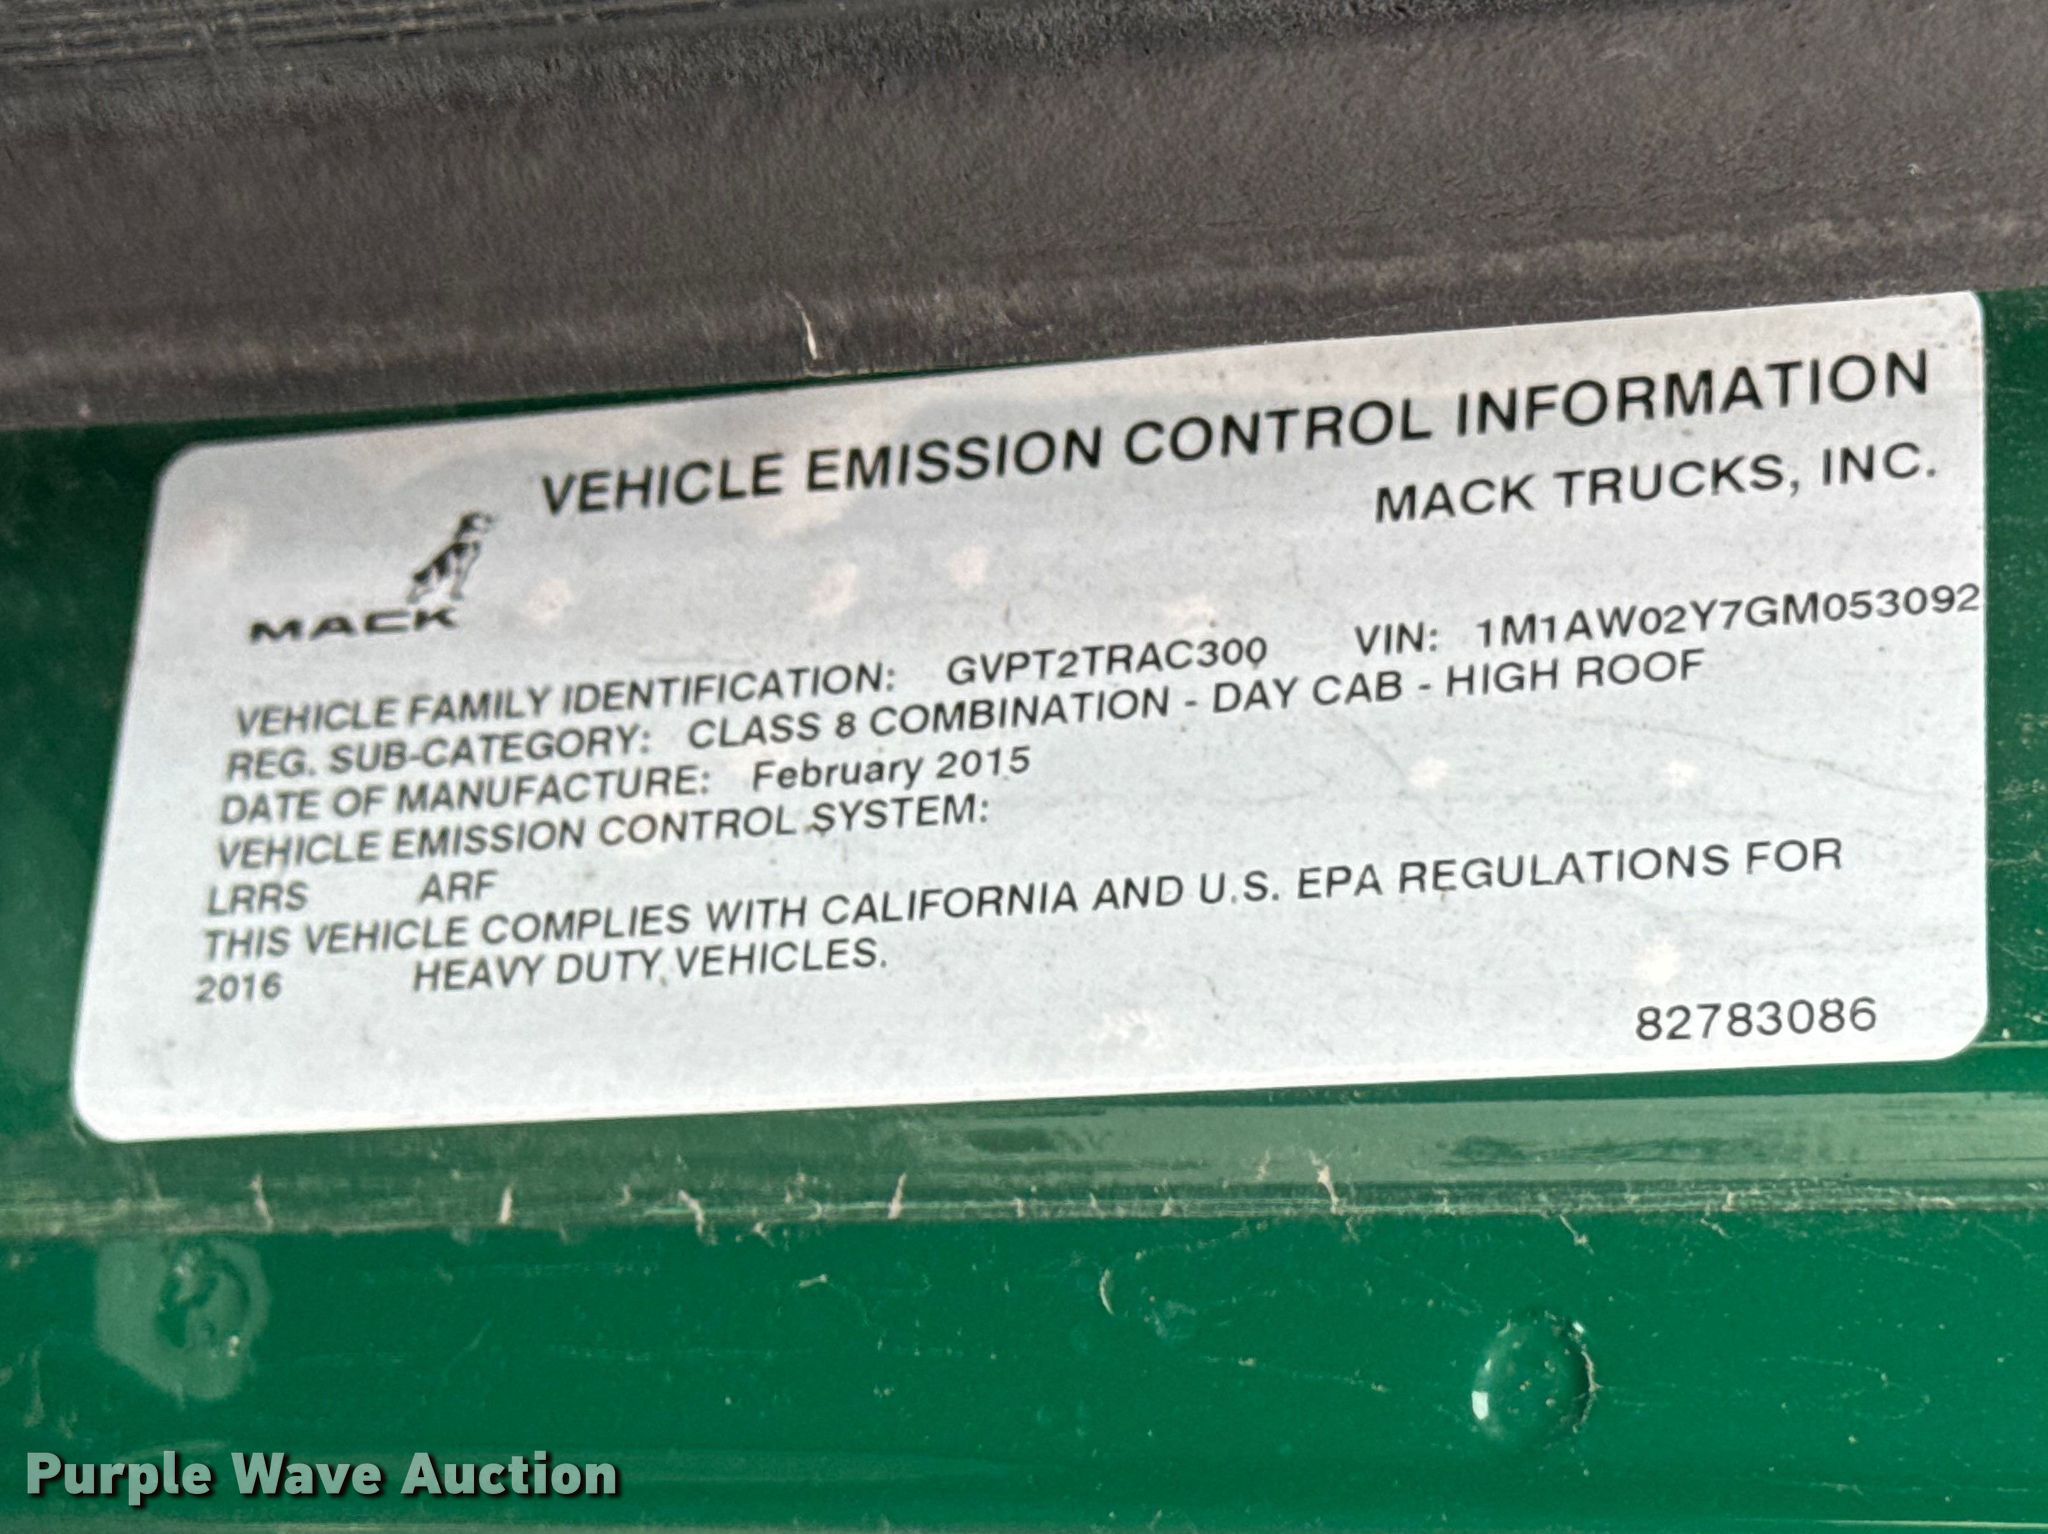 VEHICLE EMISSION CONTROL INFORMATION
MACK TRUCKS, INC.
MACK
VEHICLE FAMILY IDENTIFICATION: GVPT2TRAC300 VIN: 1M1AW02Y7GM053092
REG. SUB-CATEGORY: CLASS 8 COMBINATION - DAY CAB - HIGH ROOF
DATE OF MANUFACTURE: February 2015
VEHICLE EMISSION CONTROL SYSTEM:
LRRS ARF
THIS VEHICLE COMPLIES WITH CALIFORNIA AND U.S. EPA REGULATIONS FOR
2016 HEAVY DUTY VEHICLES.
82783086
Purple Wave Auction